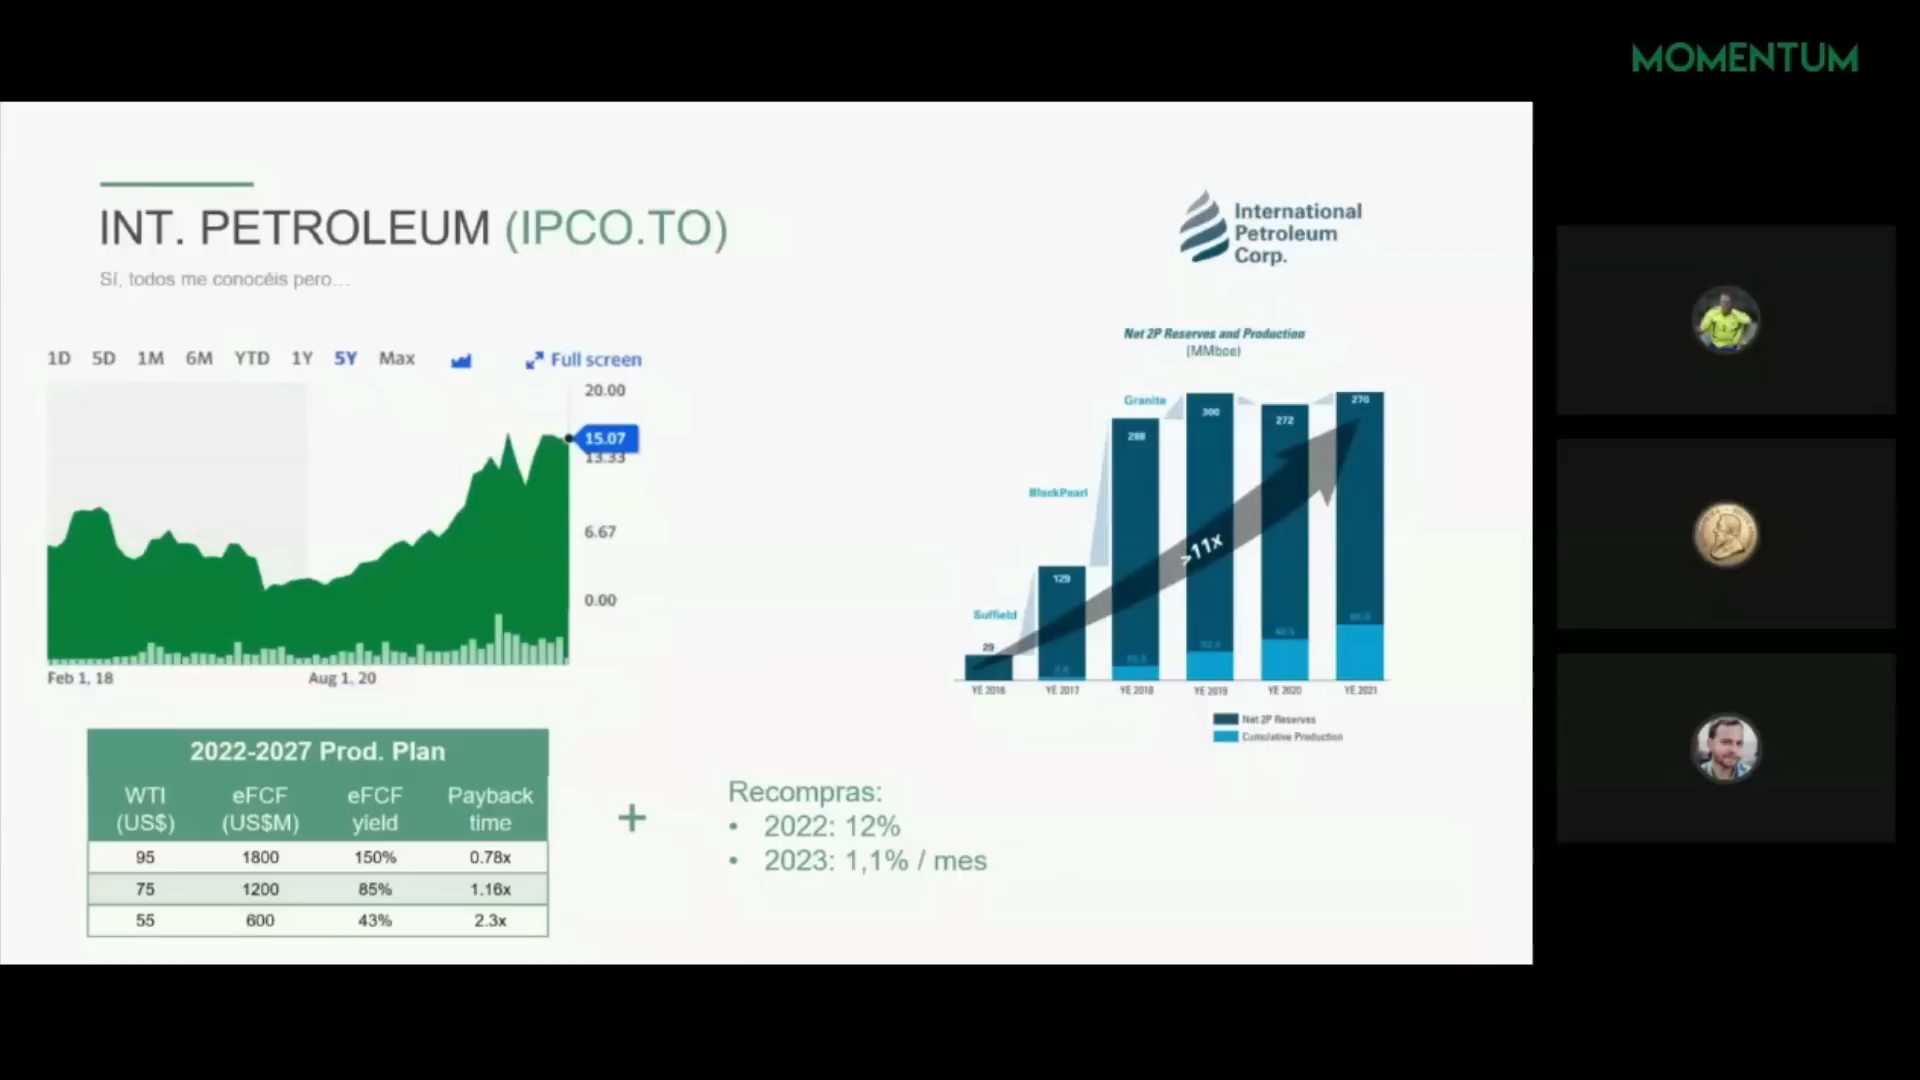 MOMENTUM
INT. PETROLEUM (IPCO.TO)
Sí, todos me conocéis pero...
International
Petroleum
Corp.
1D 5D 1M 6M YTD 1Y 5Y Max Full screen
20.00
15.07
13.33
6.67
0.00
Feb 1, 18 Aug 1, 20
Net 2P Reserves and Production
(MMboe)
Granite
BlackPearl
Suffield
29
129
288
300
272
270
>11x
YE 2016 YE 2017 YE 2018 YE 2019 YE 2020 YE 2021
Net 2P Reserves
Cumulative Production
2022-2027 Prod. Plan
WTI eFCF eFCF Payback
(US$) (US$M) yield time
95 1800 150% 0.78x
75 1200 85% 1.16x
55 600 43% 2.3x
+
Recompras:
• 2022: 12%
• 2023: 1,1% / mes